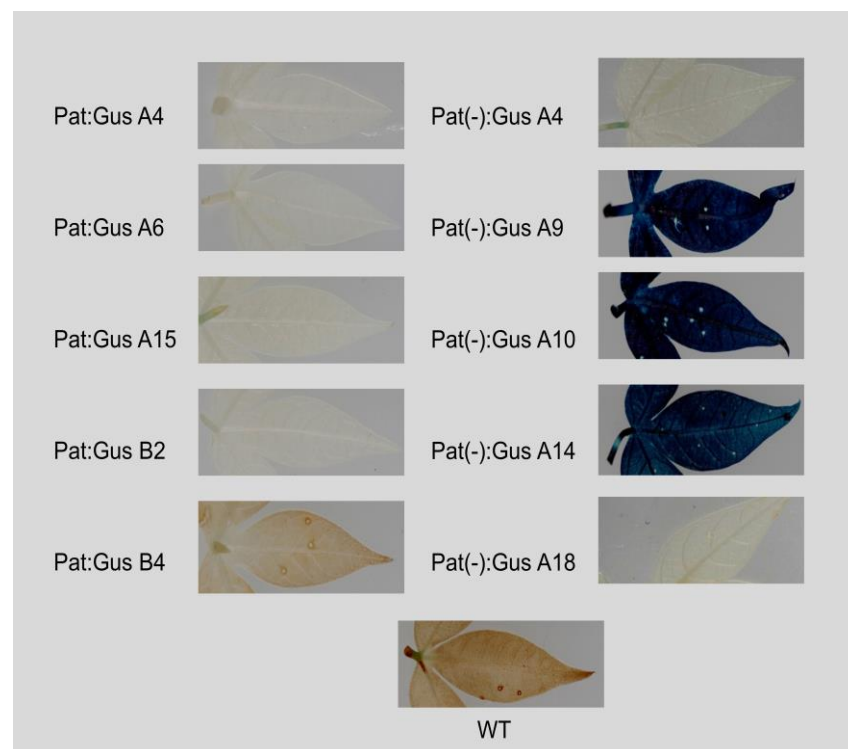 Pat:Gus A4
Pat(-):Gus A4
Pat:Gus A6
Pat(-):Gus A9
Pat:Gus A15
Pat(-):Gus A10
Pat:Gus B2
Pat(-):Gus A14
Pat:Gus B4
Pat(-):Gus A18
WT